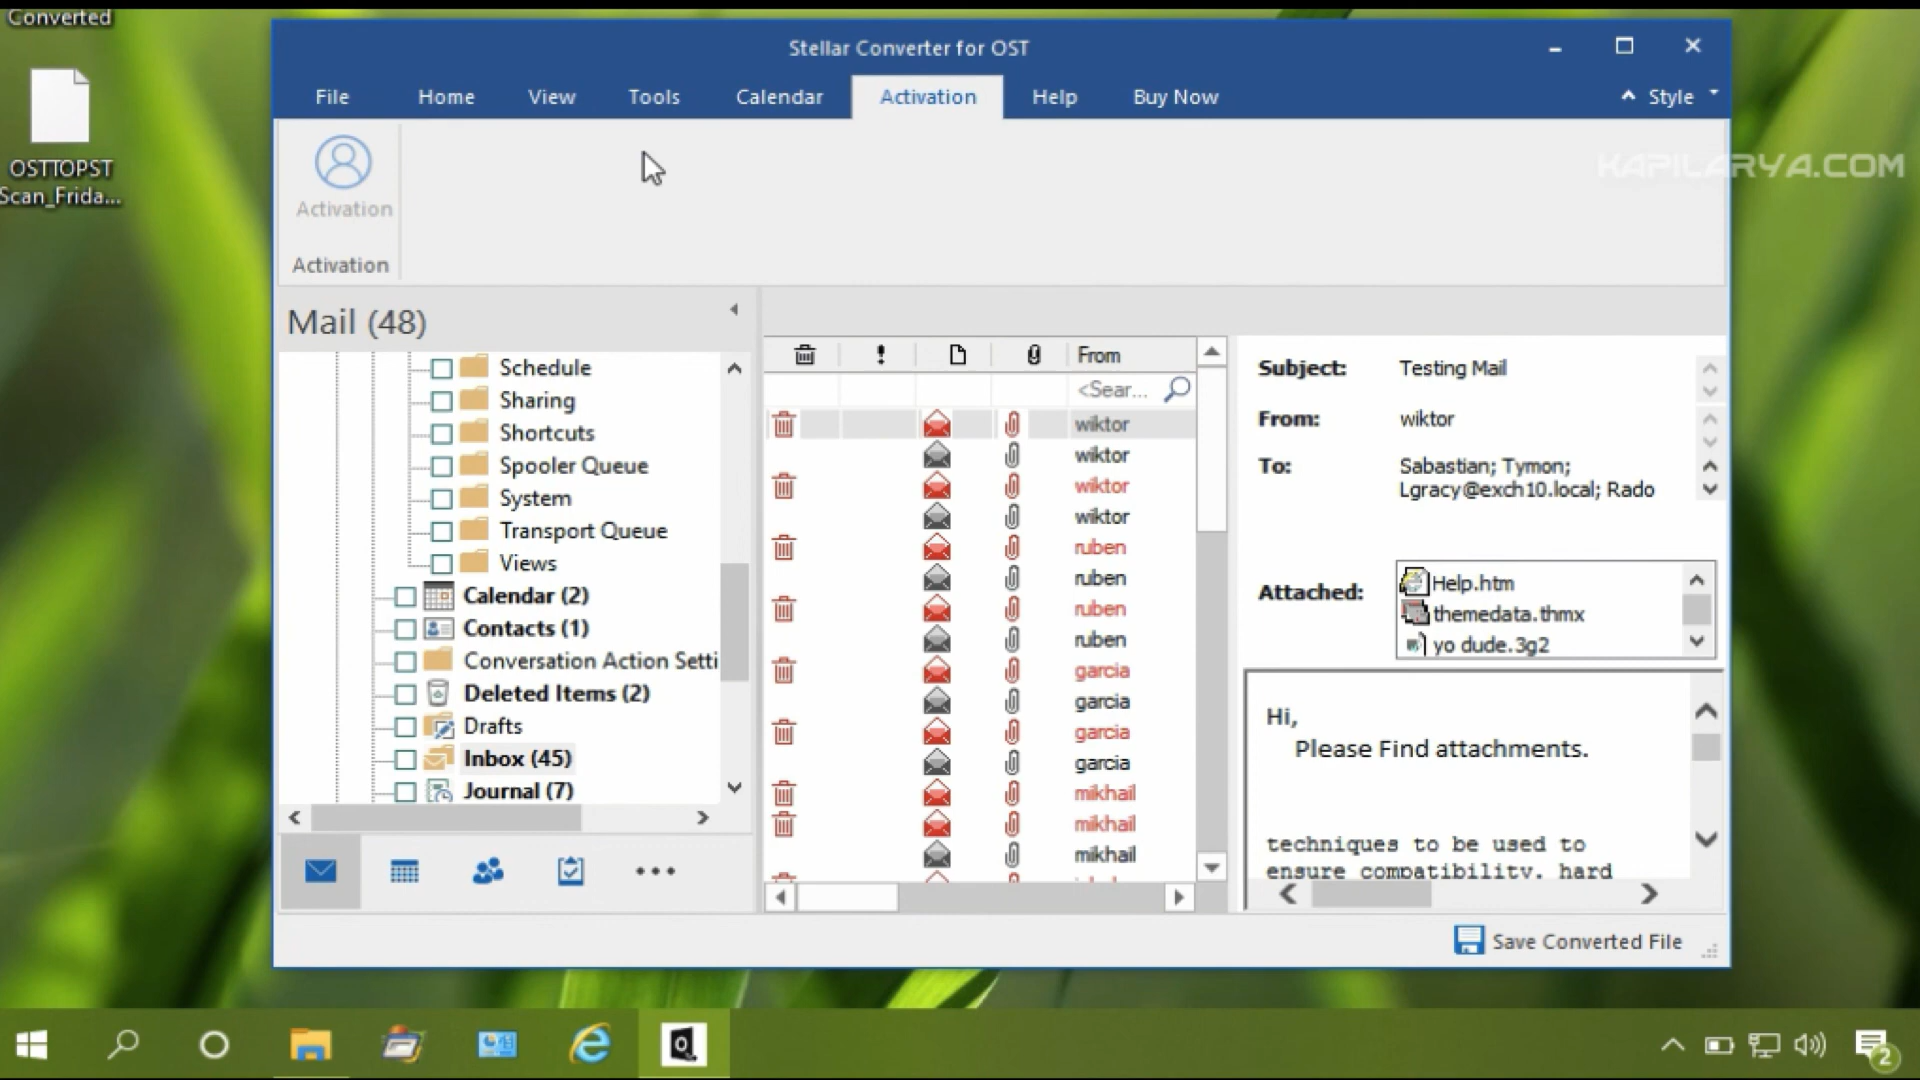 Converted
OSTTOPST
Scan_Frida...
Stellar Converter for OST
File Home View Tools Calendar Activation Help Buy Now Style
Activation
Activation
KAPILARYA.COM
Mail (48)
Schedule
Sharing
Shortcuts
Spooler Queue
System
Transport Queue
Views
Calendar (2)
Contacts (1)
Conversation Action Setti
Deleted Items (2)
Drafts
Inbox (45)
Journal (7)
From
<Sear...
wiktor
wiktor
wiktor
wiktor
ruben
ruben
ruben
ruben
garcia
garcia
garcia
garcia
mikhail
mikhail
mikhail
Subject: Testing Mail
From: wiktor
To: Sabastian; Tymon;
Lgracy@exch10.local; Rado
Attached: Help.htm
themedata.thmx
yo dude.3g2
Hi,
Please Find attachments.
techniques to be used to
ensure compatibility, hard
Save Converted File
2